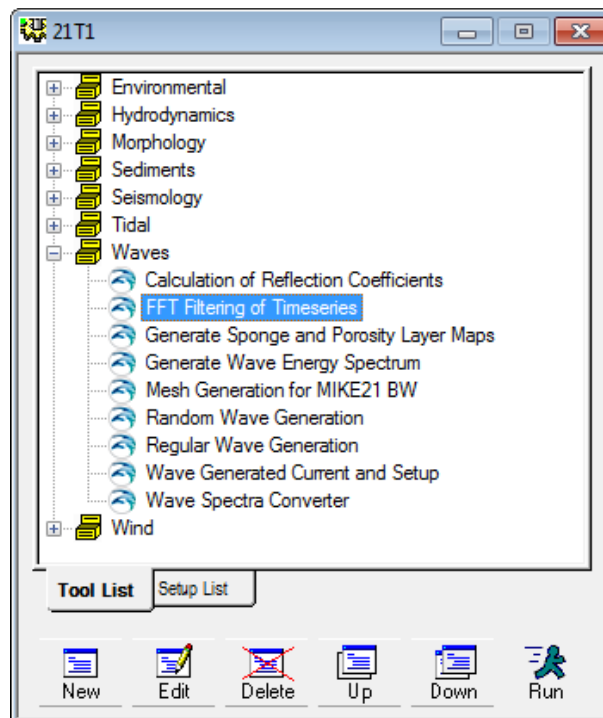 21T1
Environmental
Hydrodynamics
Morphology
Sediments
Seismology
Tidal
Waves
Calculation of Reflection Coefficients
FFT Filtering of Timeseries
Generate Sponge and Porosity Layer Maps
Generate Wave Energy Spectrum
Mesh Generation for MIKE21 BW
Random Wave Generation
Regular Wave Generation
Wave Generated Current and Setup
Wave Spectra Converter
Wind
Tool List Setup List
New Edit Delete Up Down Run